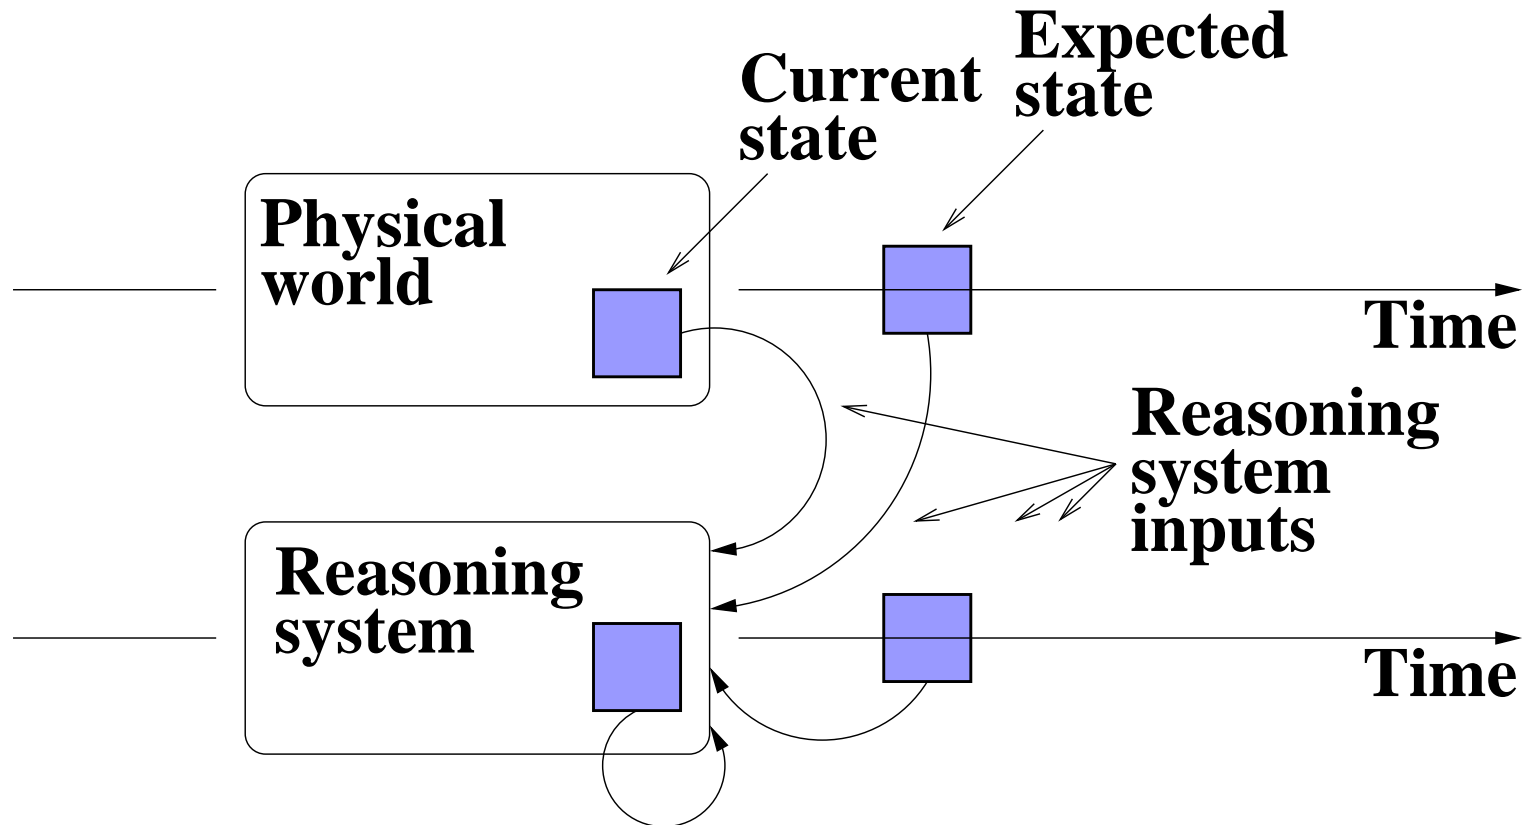 Expected
state
Current
state
Physical
world
Time
Reasoning
system
inputs
Reasoning
system
Time